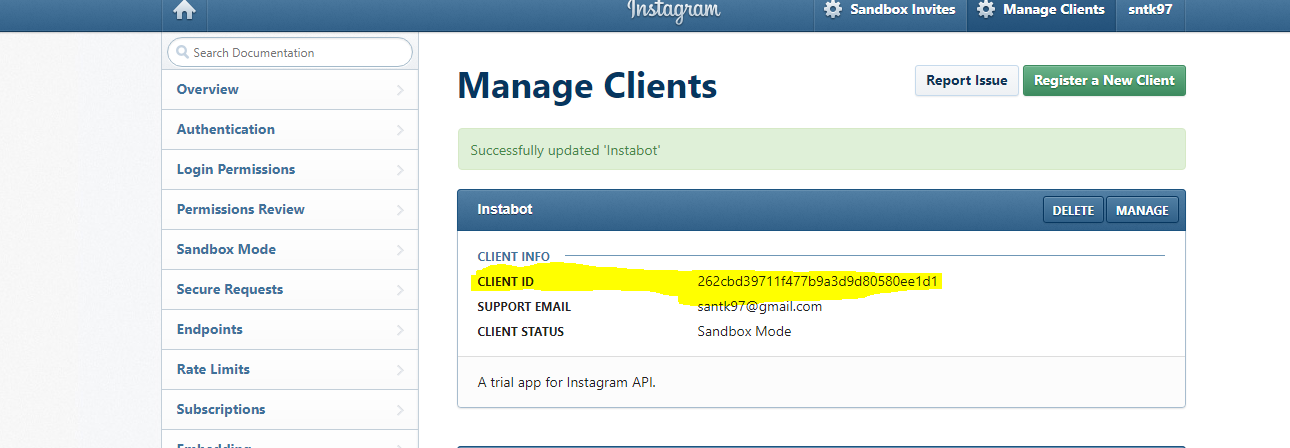 Instagram
Sandbox Invites
Manage Clients
sntk97
Search Documentation
Overview
Authentication
Login Permissions
Permissions Review
Sandbox Mode
Secure Requests
Endpoints
Rate Limits
Subscriptions
Embedding
Manage Clients
Report Issue
Register a New Client
Successfully updated 'Instabot'
Instabot
DELETE
MANAGE
CLIENT INFO
CLIENT ID 262cbd39711f477b9a3d9d80580ee1d1
SUPPORT EMAIL santk97@gmail.com
CLIENT STATUS Sandbox Mode
A trial app for Instagram API.